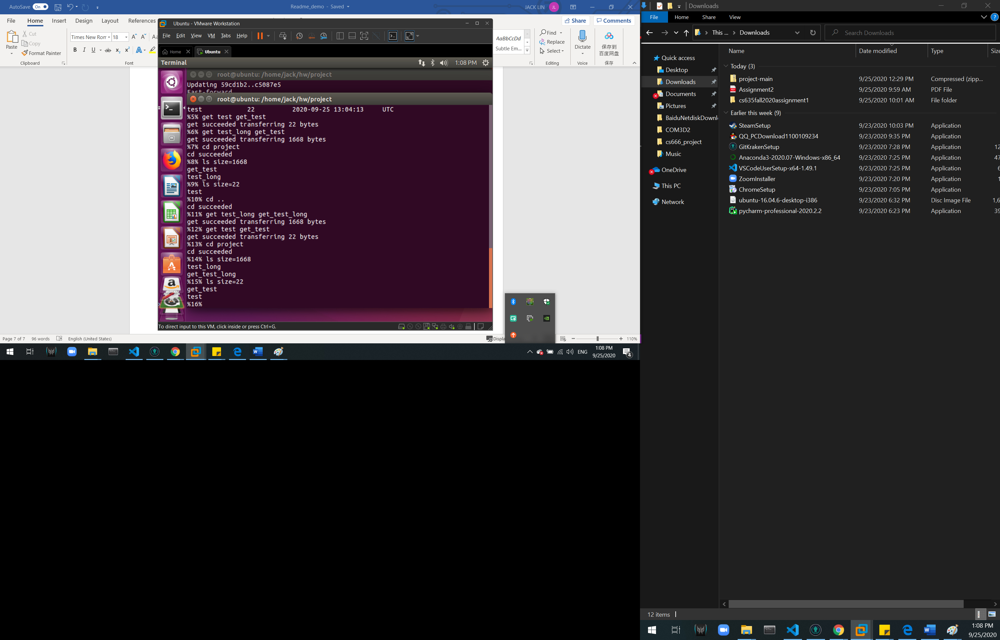 AutoSave On
Readme_demo - Saved
JACK LIN JL
File Home Insert Design Layout References
Share Comments
Paste
Cut
Copy
Format Painter
Clipboard
Times New Rom 18
Font
AaBbCcDd
Subtle Em...
Find
Replace
Select
Editing
Dictate
Voice
保存到
百度网盘
保存
Ubuntu - VMware Workstation
File Edit View VM Tabs Help
Home Ubuntu
Terminal 1:08 PM
root@ubuntu: /home/jack/hw/project
Updating 59cd1b2..c5087e5
Fast-forward
root@ubuntu: /home/jack/hw/project
test 22 2020-09-25 13:04:13 UTC
%5% get test get_test
get succeeded transferring 22 bytes
%6% get test_long get_test
get succeeded transferring 1668 bytes
%7% cd project
cd succeeded
%8% ls size=1668
get_test
test_long
%9% ls size=22
test
%10% cd ..
cd succeeded
%11% get test_long get_test_long
get succeeded transferring 1668 bytes
%12% get test get_test
get succeeded transferring 22 bytes
%13% cd project
cd succeeded
%14% ls size=1668
test_long
get_test_long
%15% ls size=22
get_test
test
%16%
To direct input to this VM, click inside or press Ctrl+G.
Page 7 of 7 96 words English (United States)
110%
ENG 1:08 PM
9/25/2020
4
Downloads
File Home Share View
This ... Downloads
Search Downloads
Quick access
Desktop
Downloads
Documents
Pictures
COM3D2
cs666_project
Music
OneDrive
This PC
Network
Name Date modified Type
Today (3)
project-main 9/25/2020 12:29 PM Compressed (zipp...
Assignment2 9/25/2020 9:59 AM PDF File
cs635fall2020assignment1 9/25/2020 10:01 AM File folder
Earlier this week (9)
SteamSetup 9/23/2020 10:03 PM Application
QQ_PCDownload1100109234 9/23/2020 9:35 PM Application
GitKrakenSetup 9/23/2020 7:28 PM Application
Anaconda3-2020.07-Windows-x86_64 9/23/2020 7:25 PM Application
VSCodeUserSetup-x64-1.49.1 9/23/2020 7:25 PM Application
ZoomInstaller 9/23/2020 7:20 PM Application
ChromeSetup 9/23/2020 7:05 PM Application
ubuntu-16.04.6-desktop-i386 9/23/2020 6:32 PM Disc Image File
pycharm-professional-2020.2.2 9/23/2020 6:23 PM Application
12 items
1:08 PM
9/25/2020